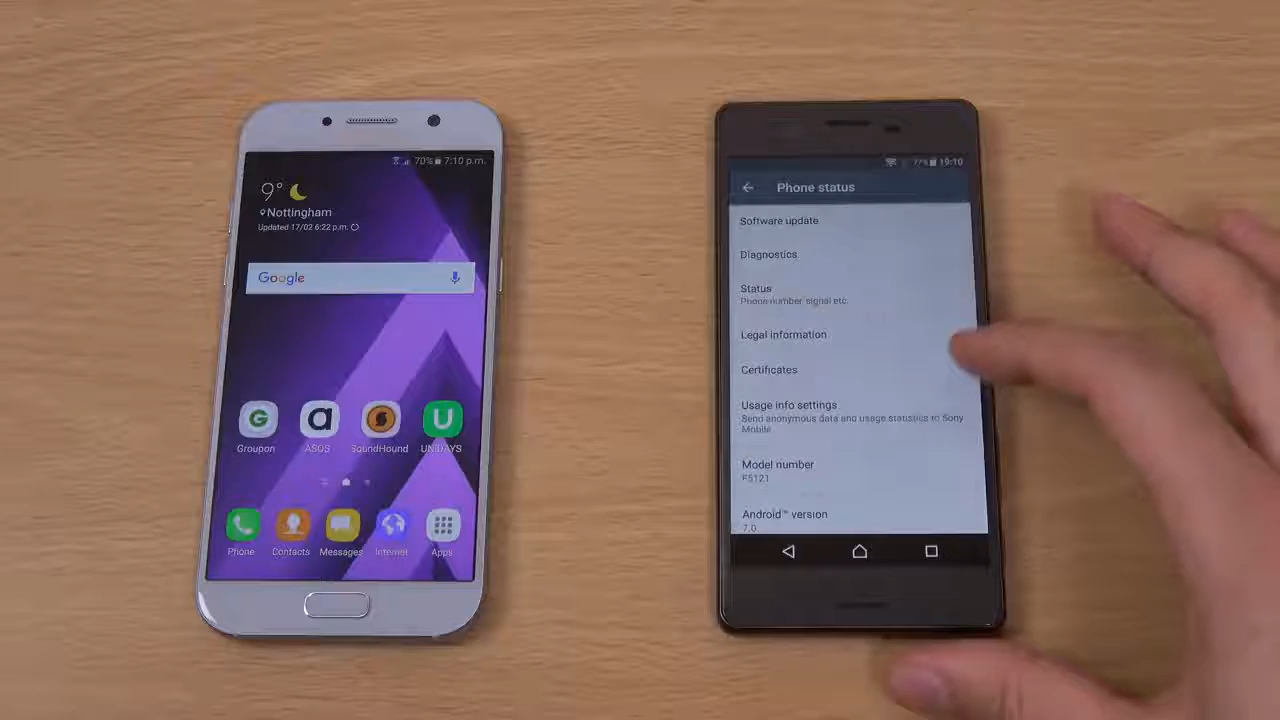 70% 7:10 p.m.
9°
Nottingham
Updated 17/02 6:22 p.m.
Google
Groupon
ASOS
SoundHound
UNiDAYS
Phone
Contacts
Messages
Internet
Apps
77% 19:10
Phone status
Software update
Diagnostics
Status
Phone number signal etc.
Legal information
Certificates
Usage info settings
Send anonymous data and usage statistics to Sony
Mobile
Model number
F5121
Android™ version
7.0